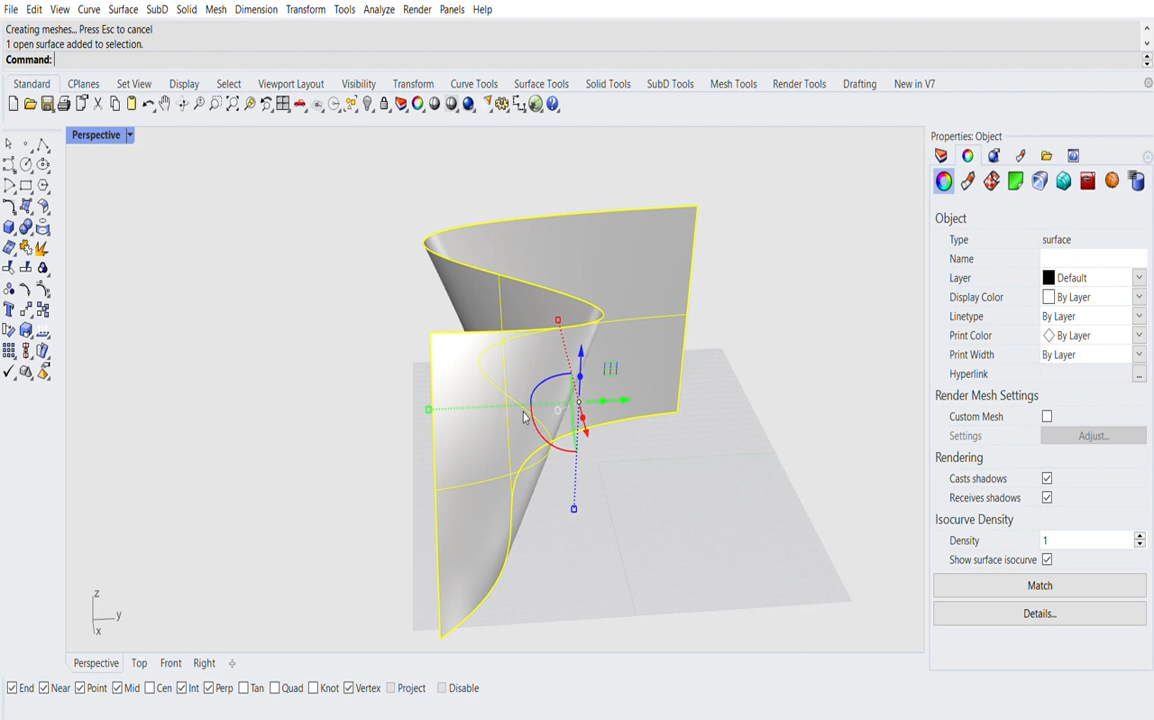 File Edit View Curve Surface SubD Solid Mesh Dimension Transform Tools Analyze Render Panels Help
Creating meshes... Press Esc to cancel
1 open surface added to selection.
Command:
Standard CPlanes Set View Display Select Viewport Layout Visibility Transform Curve Tools Surface Tools Solid Tools SubD Tools Mesh Tools Render Tools Drafting New in V7
Perspective
Properties: Object
Object
Type surface
Name
Layer Default
Display Color By Layer
Linetype By Layer
Print Color By Layer
Print Width By Layer
Hyperlink ...
Render Mesh Settings
Custom Mesh
Settings Adjust...
Rendering
Casts shadows
Receives shadows
Isocurve Density
Density 1
Show surface isocurve
Match
Details...
z
y
x
Perspective Top Front Right
End Near Point Mid Cen Int Perp Tan Quad Knot Vertex Project Disable